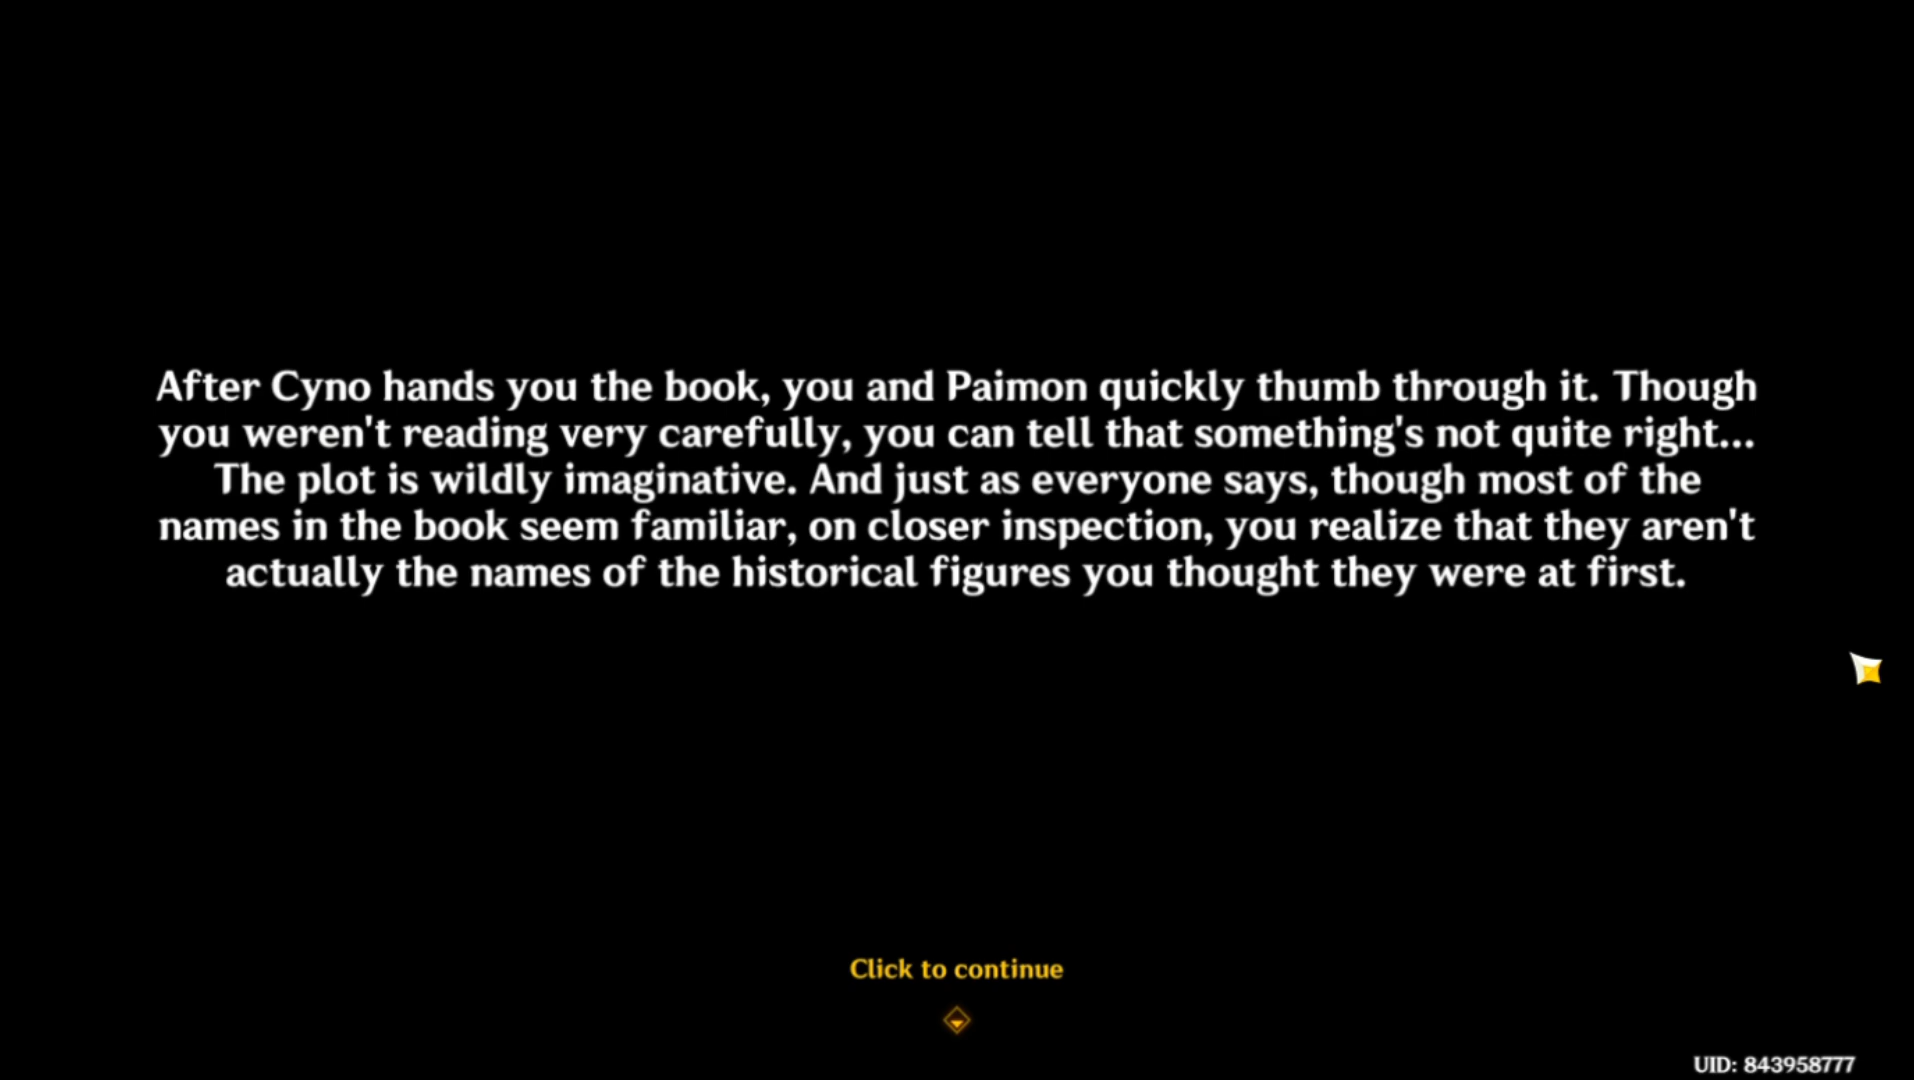 After Cyno hands you the book, you and Paimon quickly thumb through it. Though
you weren't reading very carefully, you can tell that something's not quite right...
The plot is wildly imaginative. And just as everyone says, though most of the
names in the book seem familiar, on closer inspection, you realize that they aren't
actually the names of the historical figures you thought they were at first.
Click to continue
UID: 843958777